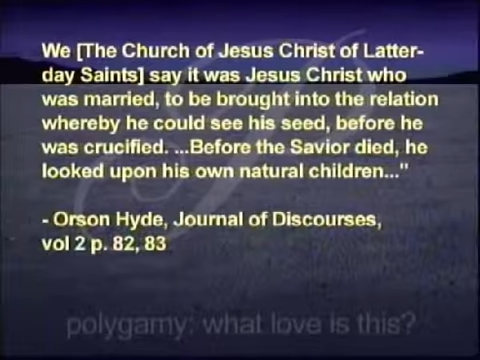 We [The Church of Jesus Christ of Latter-
day Saints] say it was Jesus Christ who
was married, to be brought into the relation
whereby he could see his seed, before he
was crucified. ...Before the Savior died, he
looked upon his own natural children..."
- Orson Hyde, Journal of Discourses,
vol 2 p. 82, 83
polygamy: what love is this?